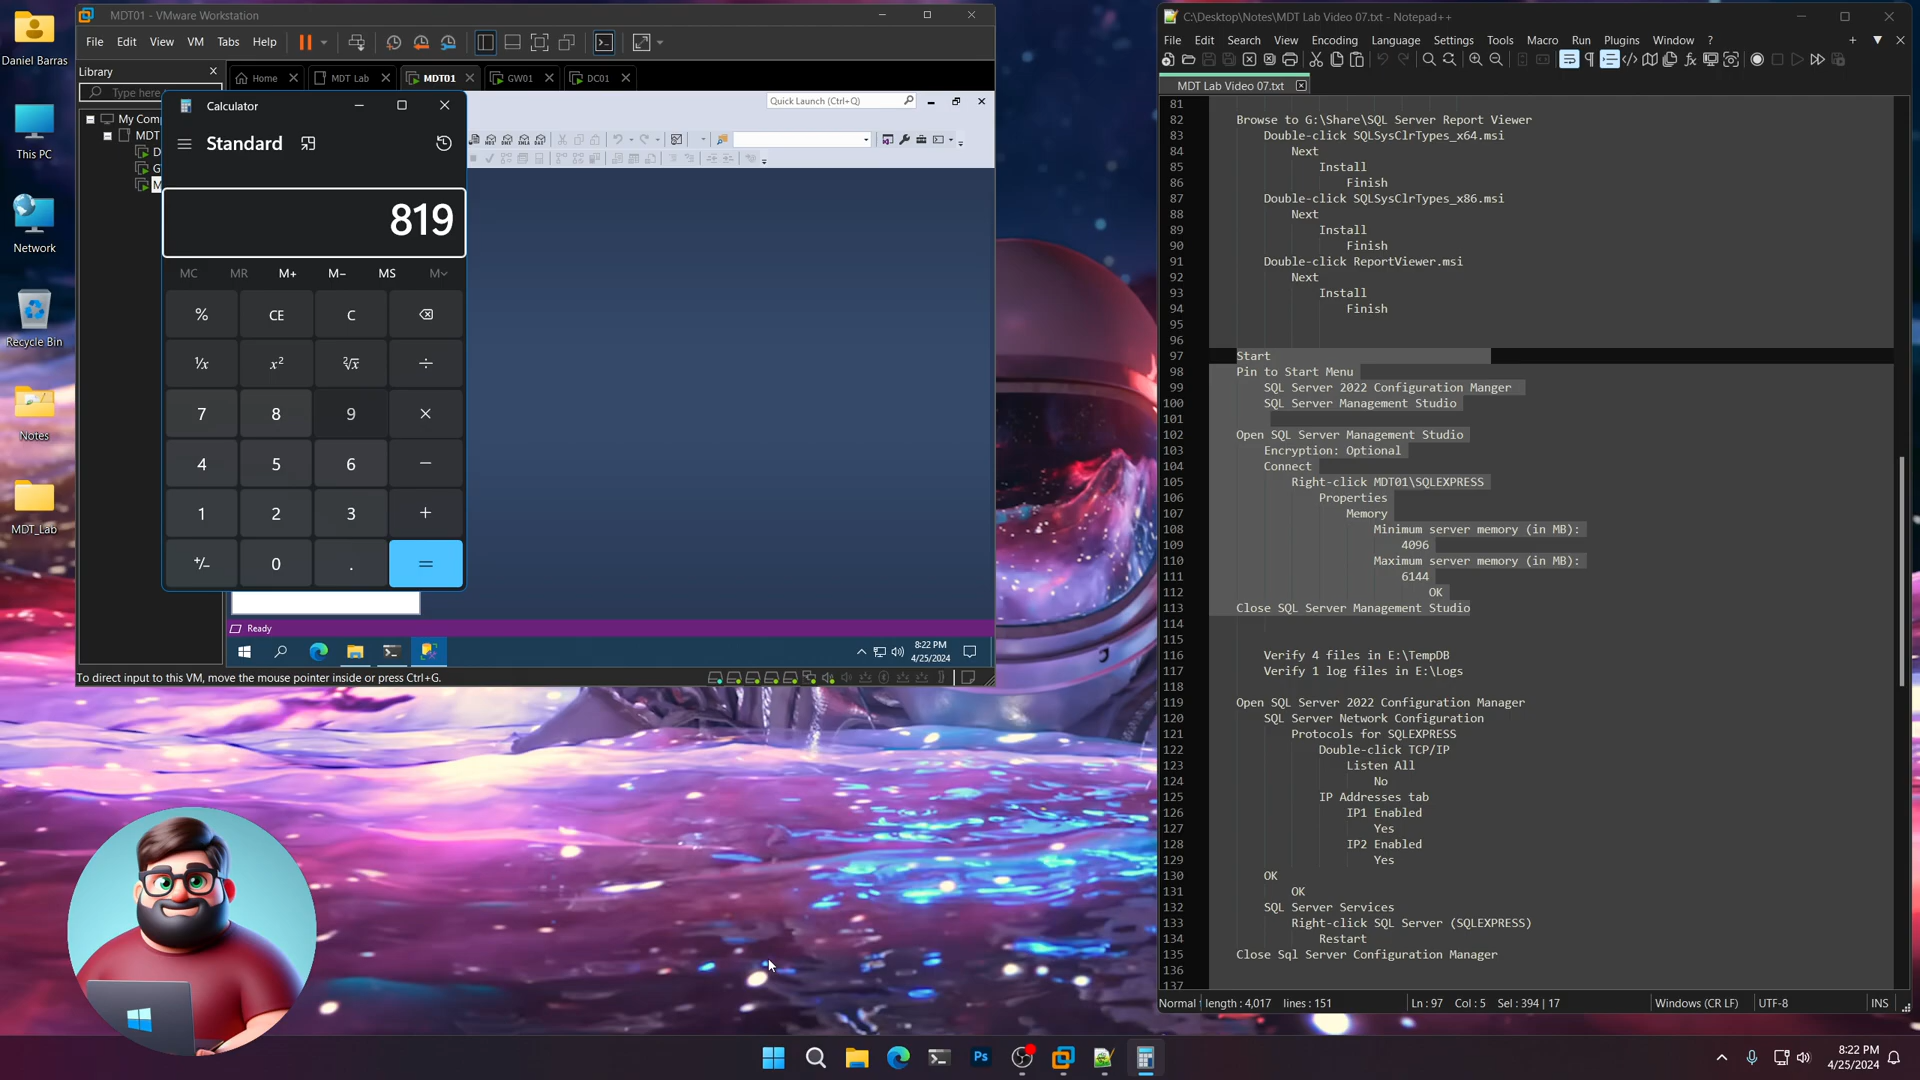 Daniel Barras
This PC
Network
Recycle Bin
Notes
MDT_Lab
MDT01 - VMware Workstation
File Edit View VM Tabs Help
Library
Type here
Home MDT Lab MDT01 GW01 DC01
My Comp
MDT
D
G
M
Quick Launch (Ctrl+Q)
Calculator
Standard
819
MC MR M+ M− MS M
% CE C
¹⁄x x² ²√x ÷
7 8 9 ×
4 5 6 −
1 2 3 +
+/− 0 . =
Ready
8:22 PM
4/25/2024
To direct input to this VM, move the mouse pointer inside or press Ctrl+G.
C:\Desktop\Notes\MDT Lab Video 07.txt - Notepad++
File Edit Search View Encoding Language Settings Tools Macro Run Plugins Window ?
MDT Lab Video 07.txt
81
82 Browse to G:\Share\SQL Server Report Viewer
83 Double-click SQLSysClrTypes_x64.msi
84 Next
85 Install
86 Finish
87 Double-click SQLSysClrTypes_x86.msi
88 Next
89 Install
90 Finish
91 Double-click ReportViewer.msi
92 Next
93 Install
94 Finish
95
96
97 Start
98 Pin to Start Menu
99 SQL Server 2022 Configuration Manger
100 SQL Server Management Studio
101
102 Open SQL Server Management Studio
103 Encryption: Optional
104 Connect
105 Right-click MDT01\SQLEXPRESS
106 Properties
107 Memory
108 Minimum server memory (in MB):
109 4096
110 Maximum server memory (in MB):
111 6144
112 OK
113 Close SQL Server Management Studio
114
115
116 Verify 4 files in E:\TempDB
117 Verify 1 log files in E:\Logs
118
119 Open SQL Server 2022 Configuration Manager
120 SQL Server Network Configuration
121 Protocols for SQLEXPRESS
122 Double-click TCP/IP
123 Listen All
124 No
125 IP Addresses tab
126 IP1 Enabled
127 Yes
128 IP2 Enabled
129 Yes
130 OK
131 OK
132 SQL Server Services
133 Right-click SQL Server (SQLEXPRESS)
134 Restart
135 Close Sql Server Configuration Manager
136
137
Normal length : 4,017 lines : 151 Ln : 97 Col : 5 Sel : 394 | 17 Windows (CR LF) UTF-8 INS
Ps
8:22 PM
4/25/2024